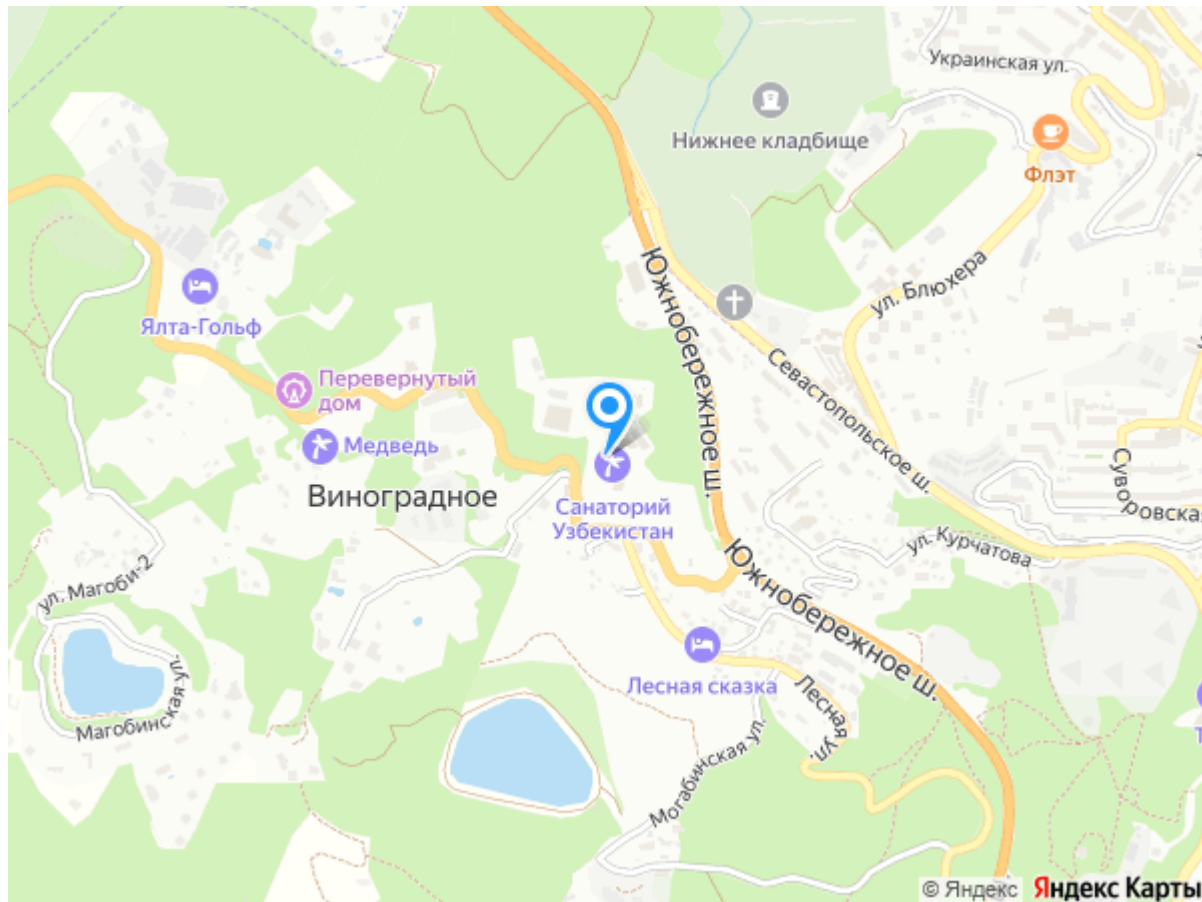 Украинская ул.
Нижнее кладбище
Флэт
Южнобережное ш.
ул. Блюхера
Ялта-Гольф
Севастопольское ш.
Перевернутый
дом
Медведь
Суворовская
Виноградное
Санаторий
Узбекистан
ул. Курчатова
Южнобережное ш.
ул. Магоби-2
Лесная сказка
Лесная ул.
Магобинская ул.
Могабинская ул.
© Яндекс Яндекс Карты